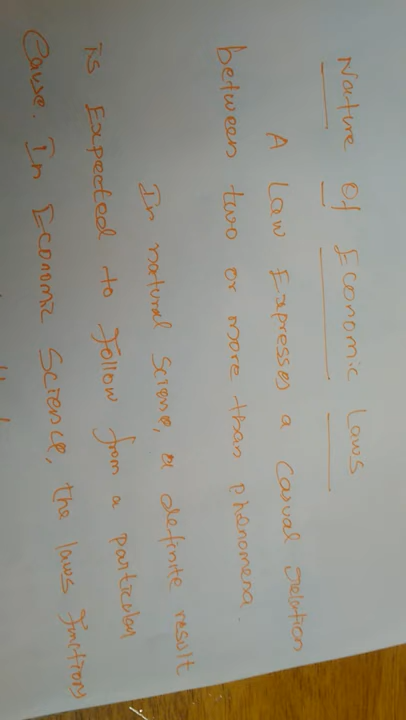 Nature Of Economic Laws
A Law Expresses a Casual relation
between two or more than phenomena.
In natural science, a definite result
is Expected to follow from a particular
Cause. In Economic Science, the laws